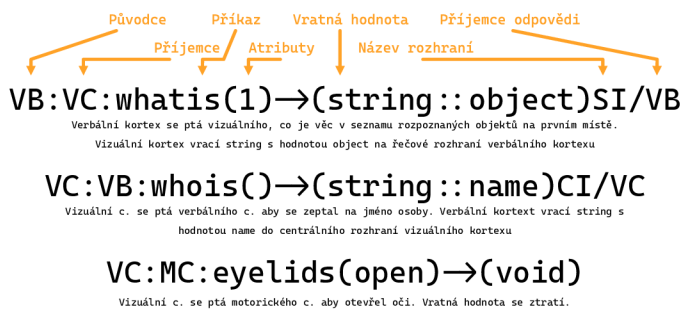 Původce Příkaz Vratná hodnota Příjemce odpovědi
Příjemce Atributy Název rozhraní
VB:VC:whatis(1)→(string::object)SI/VB
Verbální kortex se ptá vizuálního, co je věc v seznamu rozpoznaných objektů na prvním místě.
Vizuální kortex vrací string s hodnotou object na řečové rozhraní verbálního kortexu
VC:VB:whois()→(string::name)CI/VC
Vizuální c. se ptá verbálního c. aby se zeptal na jméno osoby. Verbální kortext vrací string s
hodnotou name do centrálního rozhraní vizuálního kortexu
VC:MC:eyelids(open)→(void)
Vizuální c. se ptá motorického c. aby otevřel oči. Vratná hodnota se ztratí.